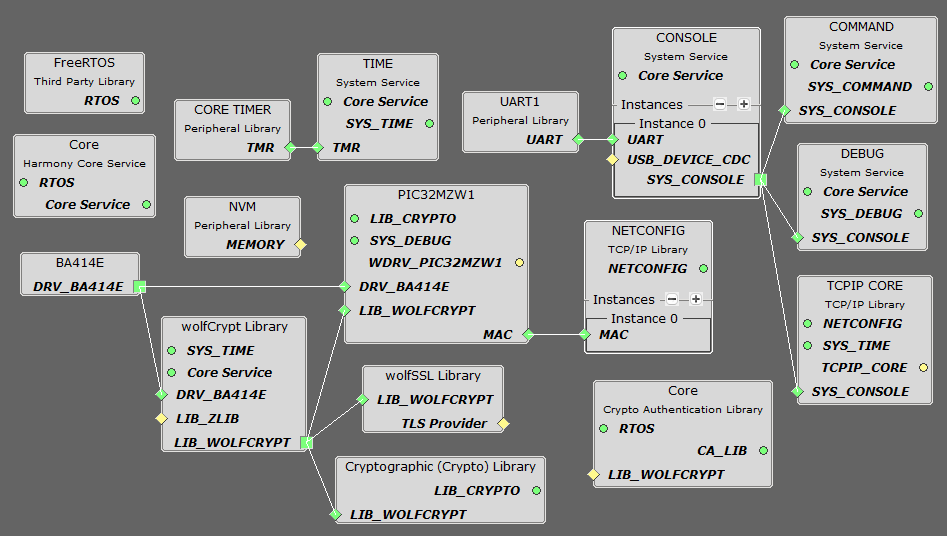 FreeRTOS
Third Party Library
RTOS
Core
Harmony Core Service
RTOS
Core Service
CORE TIMER
Peripheral Library
TMR
TIME
System Service
Core Service
SYS_TIME
TMR
UART1
Peripheral Library
UART
CONSOLE
System Service
Core Service
Instances
Instance 0
UART
USB_DEVICE_CDC
SYS_CONSOLE
COMMAND
System Service
Core Service
SYS_COMMAND
SYS_CONSOLE
DEBUG
System Service
Core Service
SYS_DEBUG
SYS_CONSOLE
NVM
Peripheral Library
MEMORY
PIC32MZW1
LIB_CRYPTO
SYS_DEBUG
WDRV_PIC32MZW1
DRV_BA414E
LIB_WOLFCRYPT
MAC
NETCONFIG
TCP/IP Library
NETCONFIG
Instances
Instance 0
MAC
TCPIP CORE
TCP/IP Library
NETCONFIG
SYS_TIME
TCPIP_CORE
SYS_CONSOLE
BA414E
DRV_BA414E
wolfCrypt Library
SYS_TIME
Core Service
DRV_BA414E
LIB_ZLIB
LIB_WOLFCRYPT
wolfSSL Library
LIB_WOLFCRYPT
TLS Provider
Cryptographic (Crypto) Library
LIB_CRYPTO
LIB_WOLFCRYPT
Core
Crypto Authentication Library
RTOS
CA_LIB
LIB_WOLFCRYPT